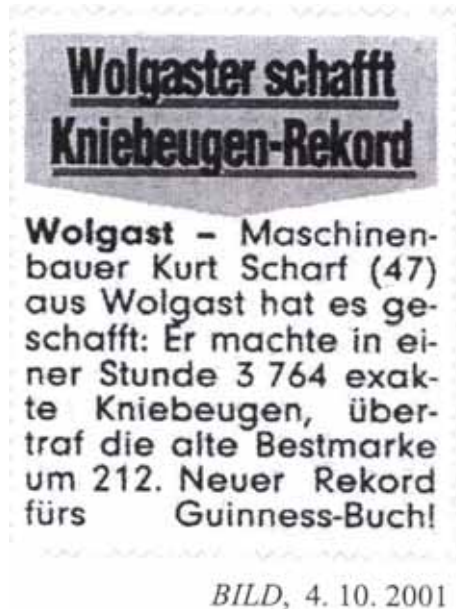 Wolgaster schafft
Kniebeugen-Rekord
Wolgast – Maschinen-
bauer Kurt Scharf (47)
aus Wolgast hat es ge-
schafft: Er machte in ei-
ner Stunde 3 764 exak-
te Kniebeugen, über-
traf die alte Bestmarke
um 212. Neuer Rekord
fürs Guinness-Buch!
BILD, 4. 10. 2001